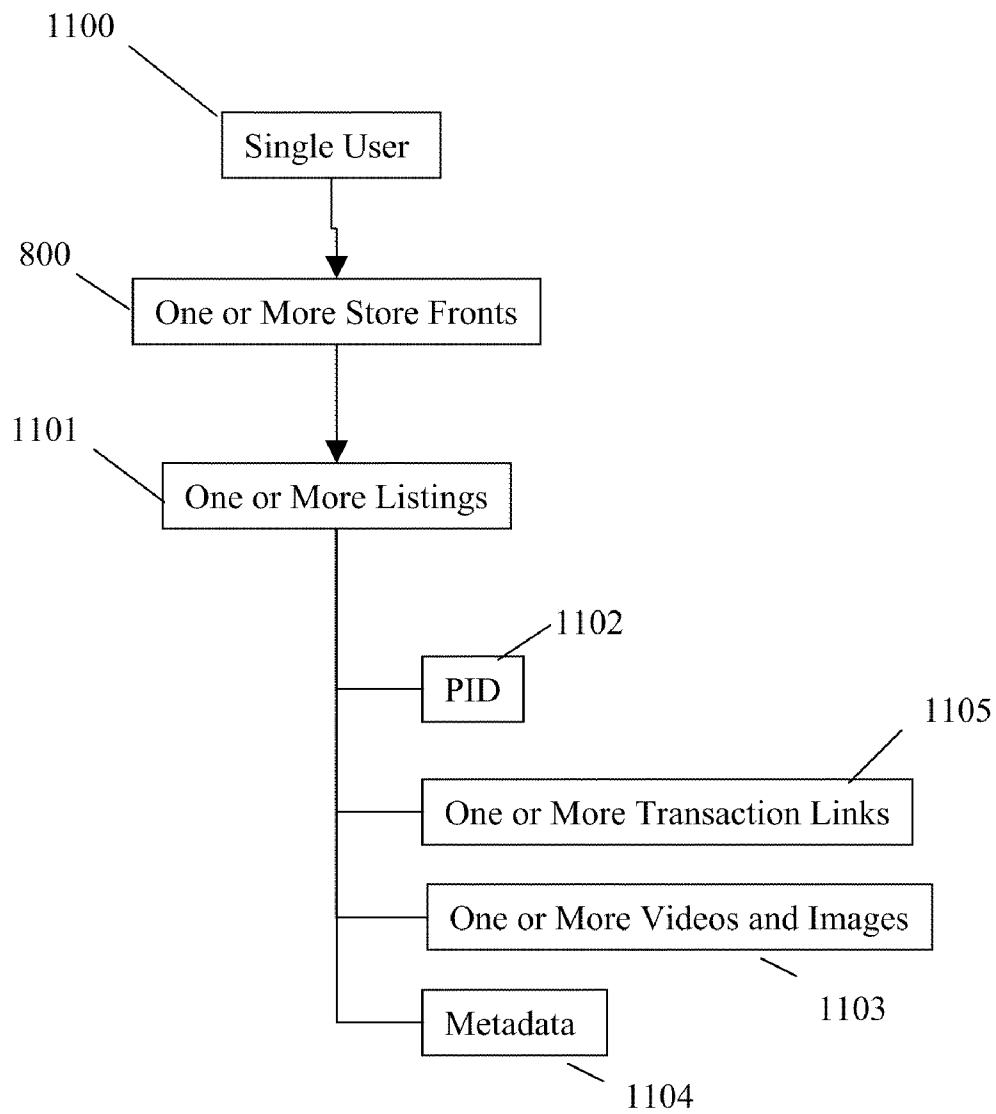 1100
Single User
800
One or More Store Fronts
1101
One or More Listings
1102
PID
1105
One or More Transaction Links
One or More Videos and Images
1103
Metadata
1104